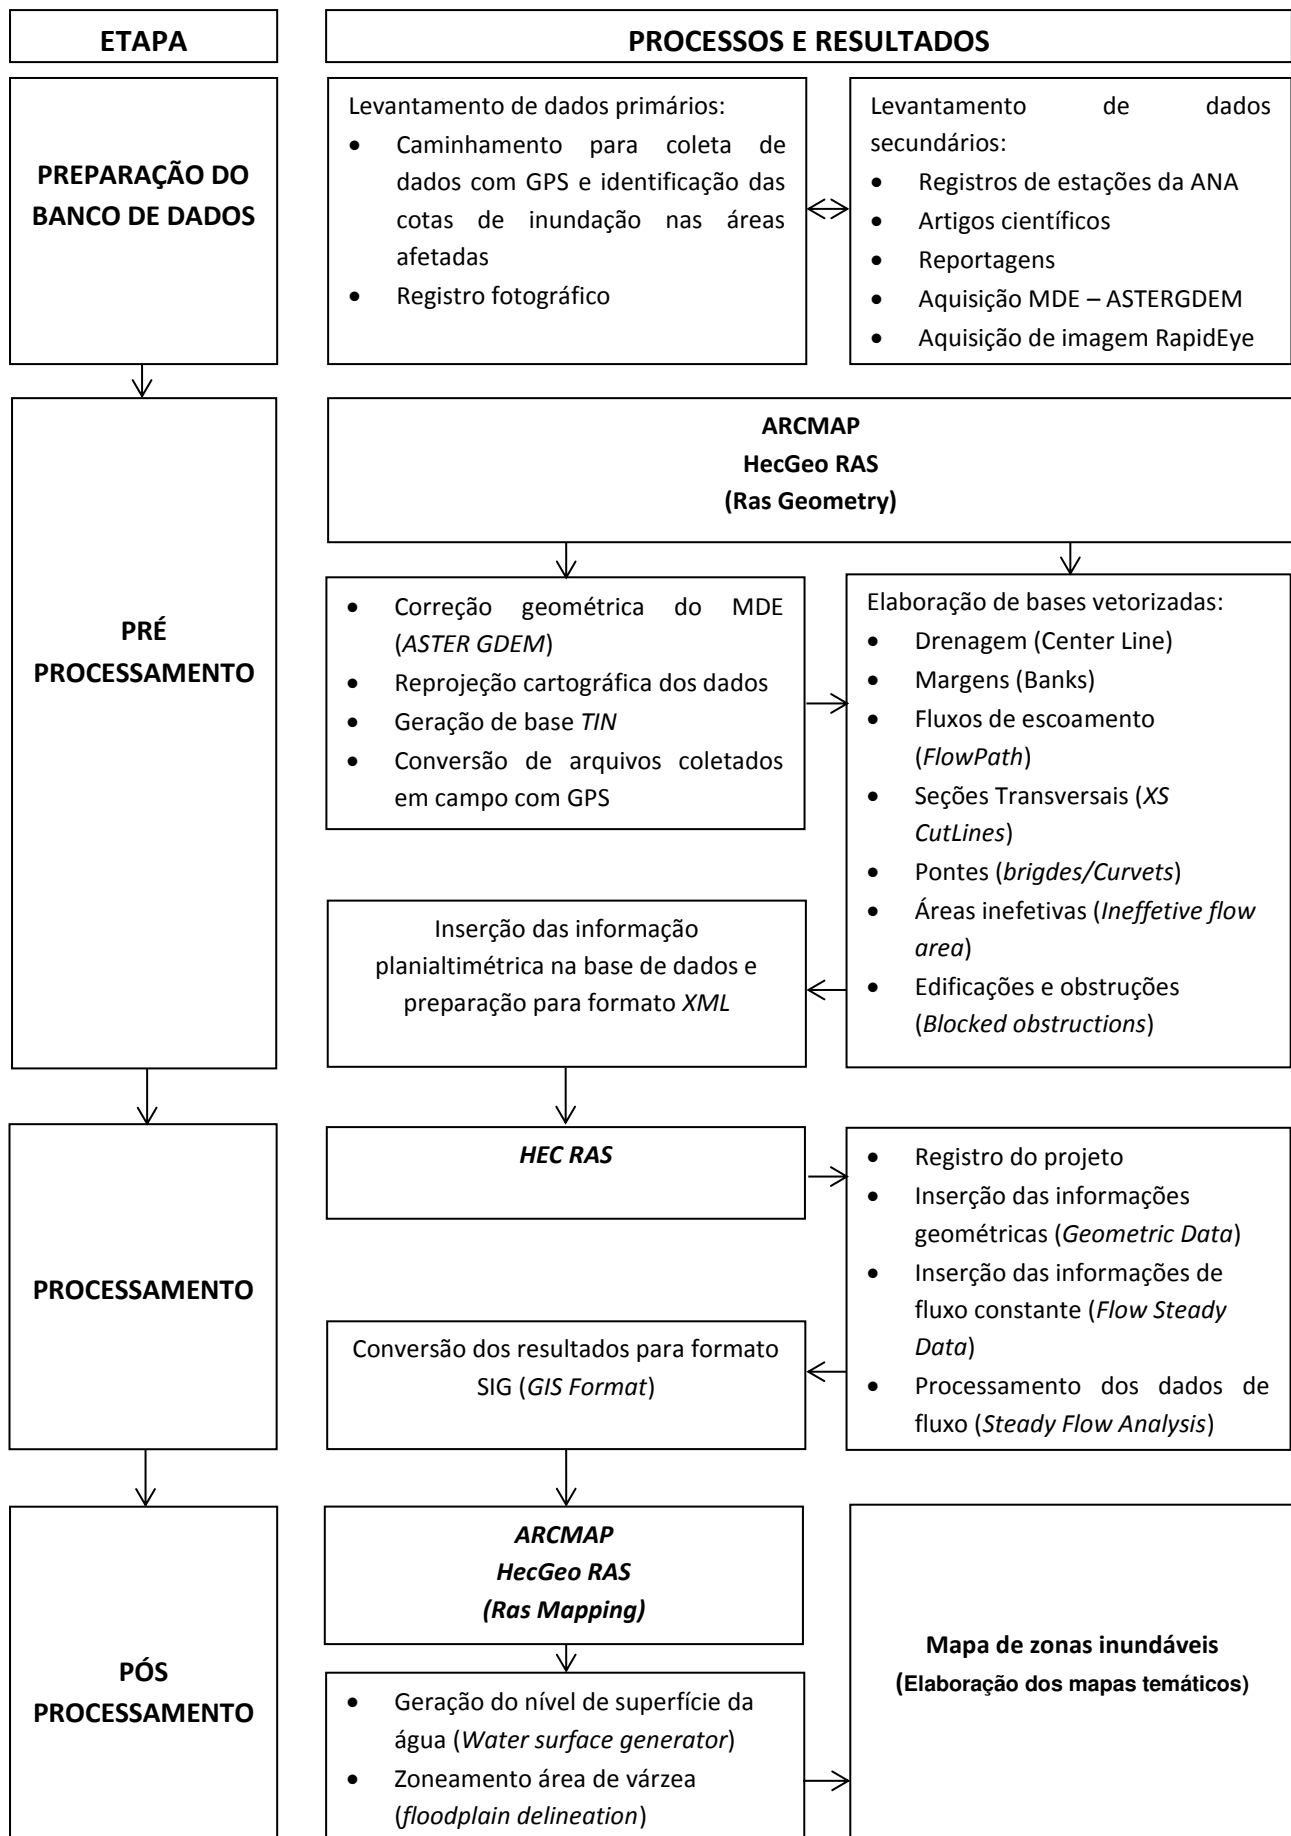 ETAPA
PROCESSOS E RESULTADOS
PREPARAÇÃO DO
BANCO DE DADOS
Levantamento de dados primários:
• Caminhamento para coleta de
dados com GPS e identificação das
cotas de inundação nas áreas
afetadas
• Registro fotográfico
Levantamento de dados
secundários:
• Registros de estações da ANA
• Artigos científicos
• Reportagens
• Aquisição MDE – ASTERGDEM
• Aquisição de imagem RapidEye
PRÉ
PROCESSAMENTO
ARCMAP
HecGeo RAS
(Ras Geometry)
• Correção geométrica do MDE
(ASTER GDEM)
• Reprojeção cartográfica dos dados
• Geração de base TIN
• Conversão de arquivos coletados
em campo com GPS
Elaboração de bases vetorizadas:
• Drenagem (Center Line)
• Margens (Banks)
• Fluxos de escoamento
(FlowPath)
• Seções Transversais (XS
CutLines)
• Pontes (brigdes/Curvets)
• Áreas inefetivas (Ineffetive flow
area)
• Edificações e obstruções
(Blocked obstructions)
Inserção das informação
planialtimétrica na base de dados e
preparação para formato XML
PROCESSAMENTO
HEC RAS
• Registro do projeto
• Inserção das informações
geométricas (Geometric Data)
• Inserção das informações de
fluxo constante (Flow Steady
Data)
• Processamento dos dados de
fluxo (Steady Flow Analysis)
Conversão dos resultados para formato
SIG (GIS Format)
PÓS
PROCESSAMENTO
ARCMAP
HecGeo RAS
(Ras Mapping)
• Geração do nível de superfície da
água (Water surface generator)
• Zoneamento área de várzea
(floodplain delineation)
Mapa de zonas inundáveis
(Elaboração dos mapas temáticos)